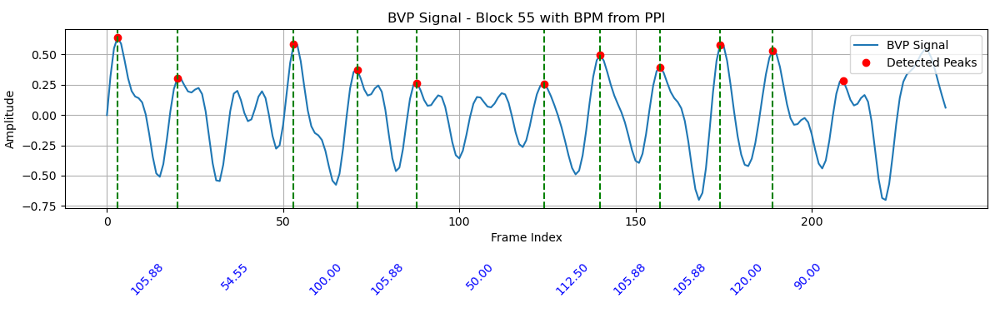 BVP Signal - Block 55 with BPM from PPI
BVP Signal
Detected Peaks
Amplitude
0.50
0.25
0.00
−0.25
−0.50
−0.75
0 50 100 150 200
Frame Index
105.88 54.55 100.00 105.88 50.00 112.50 105.88 105.88 120.00 90.00